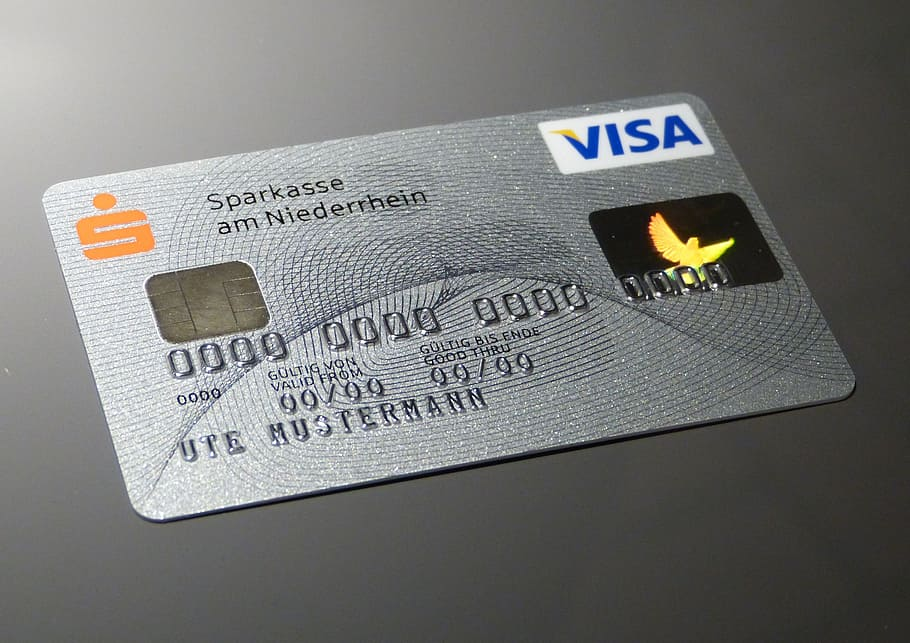 Sparkasse
am Niederrhein
VISA
0000 0000 0000 0000
0000
GÜLTIG VON
VALID FROM
00/00
GÜLTIG BIS ENDE
GOOD THRU
00/00
UTE MUSTERMANN